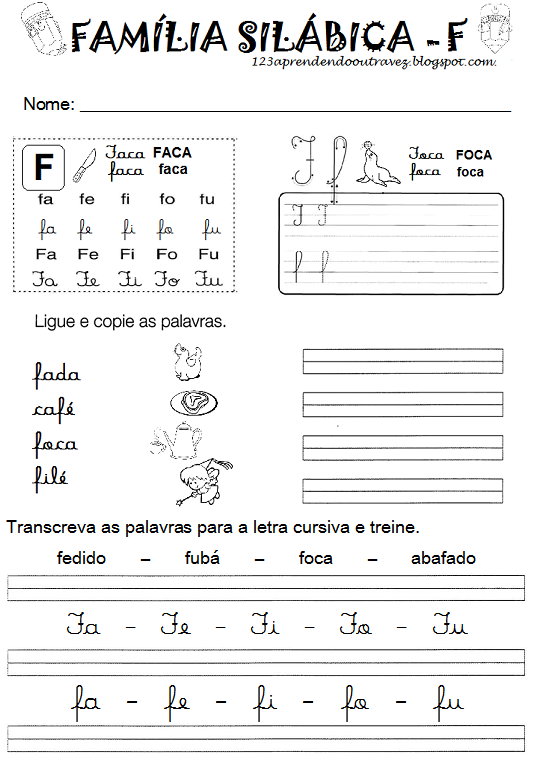 FAMÍLIA SILÁBICA - F
123aprendendooutravez.blogspot.com.
Nome:
F
Faca FACA
faca faca
fa fe fi fo fu
fa fe fi fo fu
Fa Fe Fi Fo Fu
Fa Fe Fi Fo Fu
F f
Foca FOCA
foca foca
F F
f f
Ligue e copie as palavras.
fada
café
foca
filé
Transcreva as palavras para a letra cursiva e treine.
fedido – fubá – foca – abafado
Fa - Fe - Fi - Fo - Fu
fa - fe - fi - fo - fu